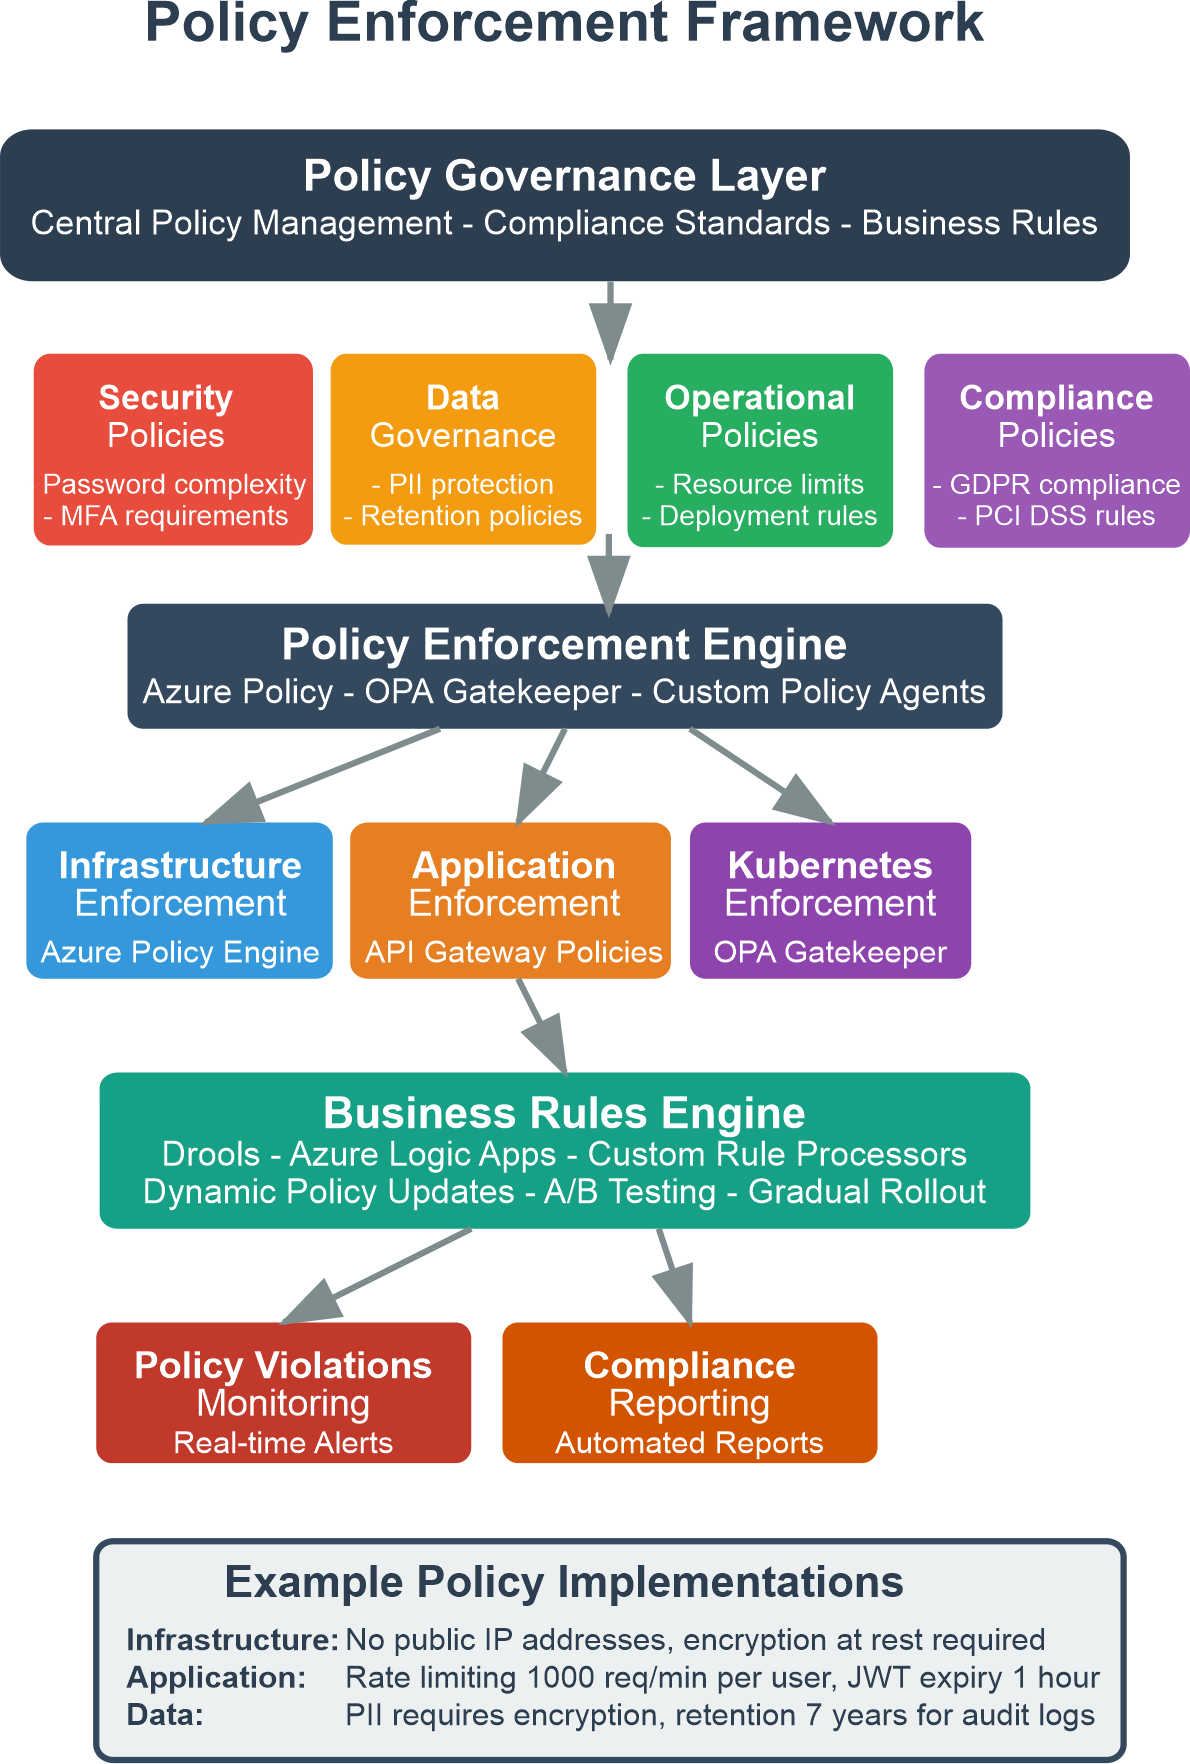 Policy Enforcement Framework
Policy Governance Layer
Central Policy Management - Compliance Standards - Business Rules
Security
Policies
Password complexity
- MFA requirements
Data
Governance
- PII protection
- Retention policies
Operational
Policies
- Resource limits
- Deployment rules
Compliance
Policies
- GDPR compliance
- PCI DSS rules
Policy Enforcement Engine
Azure Policy - OPA Gatekeeper - Custom Policy Agents
Infrastructure
Enforcement
Azure Policy Engine
Application
Enforcement
API Gateway Policies
Kubernetes
Enforcement
OPA Gatekeeper
Business Rules Engine
Drools - Azure Logic Apps - Custom Rule Processors
Dynamic Policy Updates - A/B Testing - Gradual Rollout
Policy Violations
Monitoring
Real-time Alerts
Compliance
Reporting
Automated Reports
Example Policy Implementations
Infrastructure: No public IP addresses, encryption at rest required
Application: Rate limiting 1000 req/min per user, JWT expiry 1 hour
Data: PII requires encryption, retention 7 years for audit logs